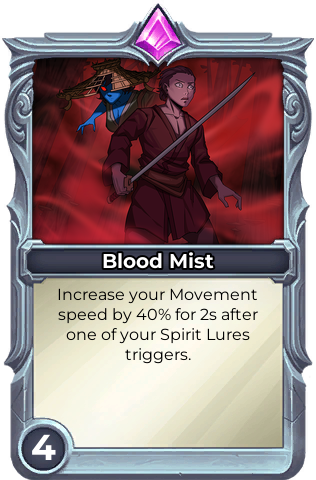 Blood Mist
Increase your Movement
speed by 40% for 2s after
one of your Spirit Lures
triggers.
4